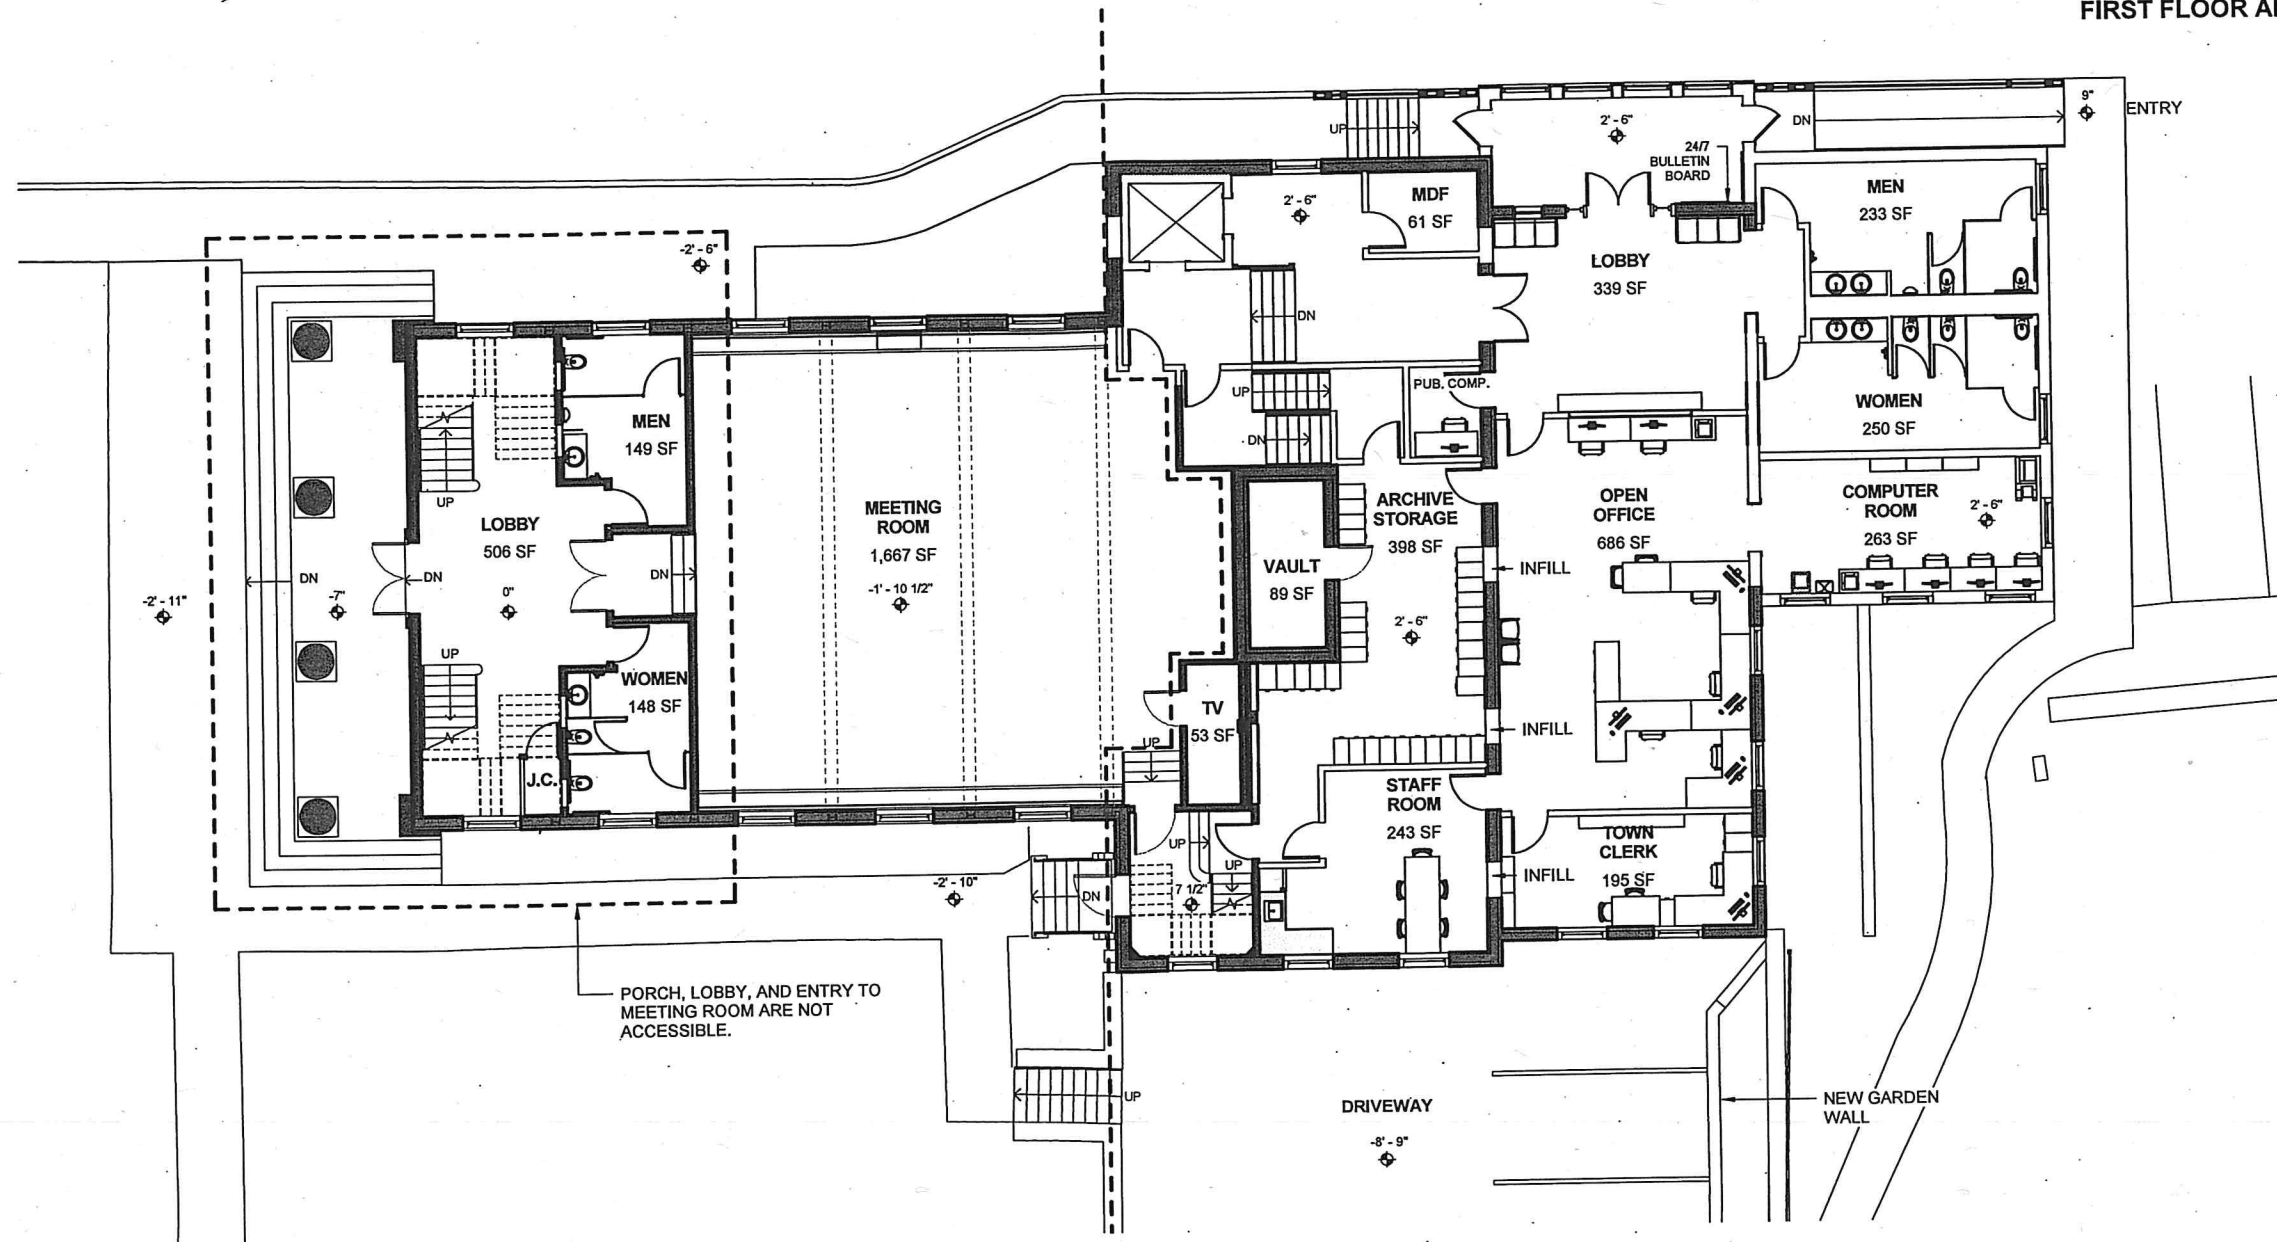 FIRST FLOOR
9"
ENTRY
UP
2' - 6"
DN
24/7
BULLETIN
BOARD
MEN
233 SF
MDF
61 SF
2' - 6"
LOBBY
339 SF
-2' - 6"
DN
UP
PUB. COMP.
DN
WOMEN
250 SF
MEN
149 SF
UP
LOBBY
506 SF
MEETING
ROOM
1,667 SF
-1' - 10 1/2"
ARCHIVE
STORAGE
398 SF
OPEN
OFFICE
686 SF
COMPUTER
ROOM
263 SF
2' - 6"
VAULT
89 SF
INFILL
DN
-7"
DN
0"
DN
-2' - 11"
2' - 6"
UP
WOMEN
148 SF
TV
53 SF
INFILL
UP
J.C.
STAFF
ROOM
243 SF
TOWN
CLERK
195 SF
UP
UP
INFILL
-2' - 10"
DN
7 1/2"
PORCH, LOBBY, AND ENTRY TO
MEETING ROOM ARE NOT
ACCESSIBLE.
UP
DRIVEWAY
-8' - 9"
NEW GARDEN
WALL